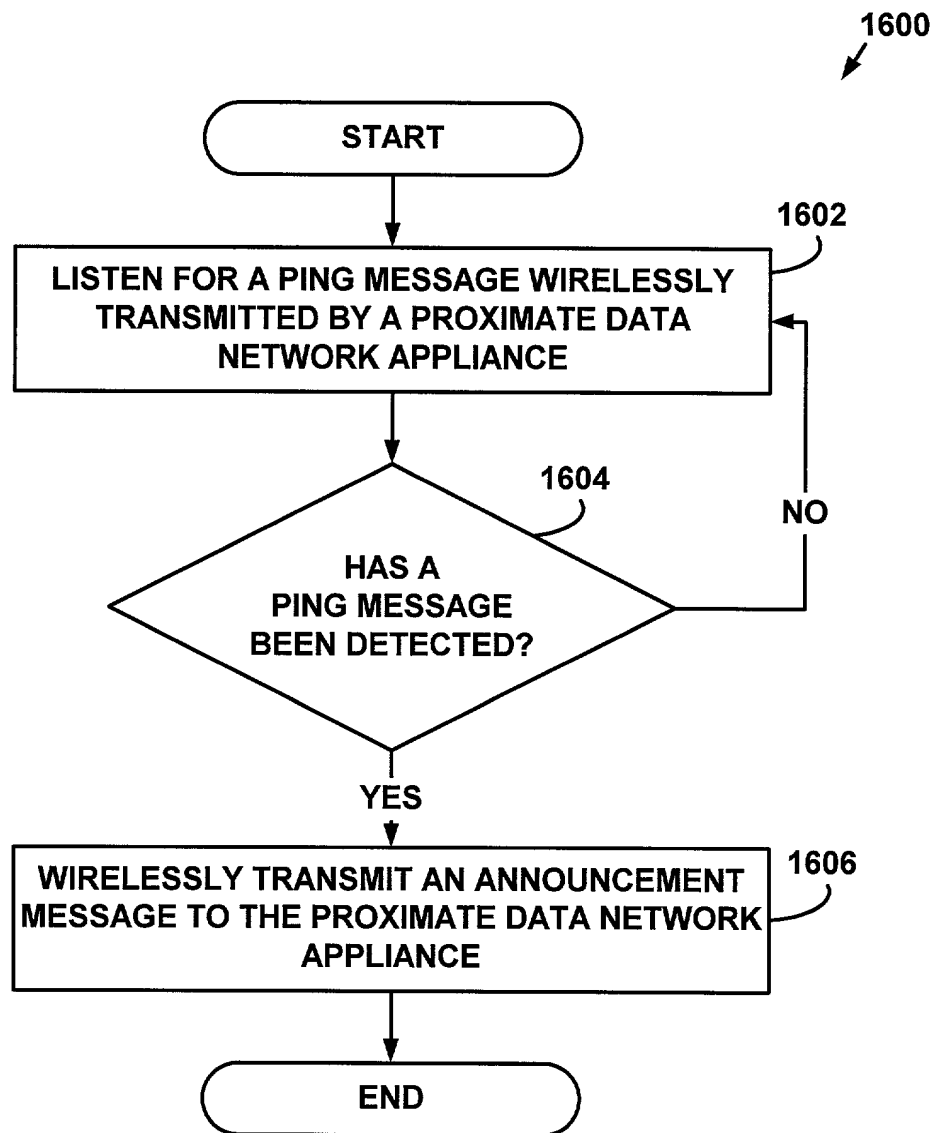 1600
START
1602
LISTEN FOR A PING MESSAGE WIRELESSLY
TRANSMITTED BY A PROXIMATE DATA
NETWORK APPLIANCE
1604
HAS A
PING MESSAGE
BEEN DETECTED?
NO
YES
1606
WIRELESSLY TRANSMIT AN ANNOUNCEMENT
MESSAGE TO THE PROXIMATE DATA NETWORK
APPLIANCE
END